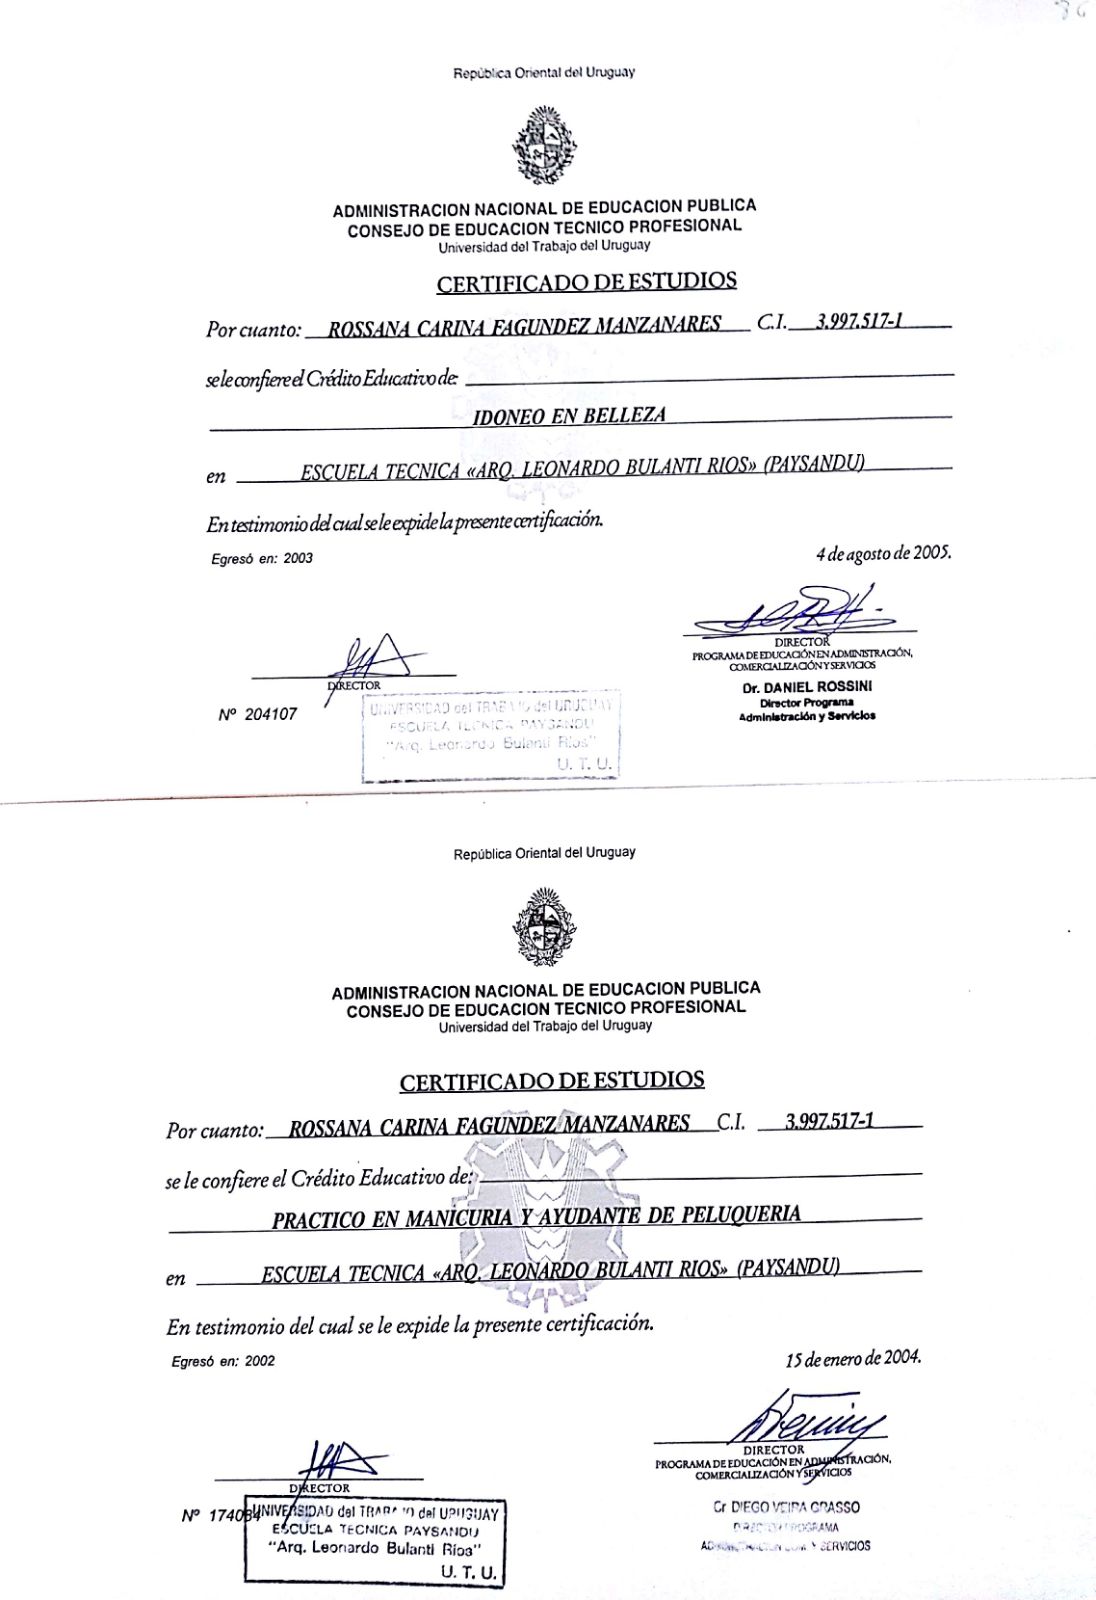 86
República Oriental del Uruguay
ADMINISTRACION NACIONAL DE EDUCACION PUBLICA
CONSEJO DE EDUCACION TECNICO PROFESIONAL
Universidad del Trabajo del Uruguay
CERTIFICADO DE ESTUDIOS
Por cuanto: ROSSANA CARINA FAGUNDEZ MANZANARES C.I. 3.997.517-1
se le confiere el Crédito Educativo de:
IDONEO EN BELLEZA
en ESCUELA TECNICA «ARQ. LEONARDO BULANTI RIOS» (PAYSANDU)
En testimonio del cual se le expide la presente certificación.
Egresó en: 2003 4 de agosto de 2005.
DIRECTOR
PROGRAMA DE EDUCACIÓN EN ADMINISTRACIÓN,
COMERCIALIZACIÓN Y SERVICIOS
Dr. DANIEL ROSSINI
Director Programa
Administración y Servicios
DIRECTOR
Nº 204107
UNIVERSIDAD del TRABAJO del URUGUAY
ESCUELA TECNICA PAYSANDU
"Arq. Leonardo Bulanti Rios"
U. T. U.
República Oriental del Uruguay
ADMINISTRACION NACIONAL DE EDUCACION PUBLICA
CONSEJO DE EDUCACION TECNICO PROFESIONAL
Universidad del Trabajo del Uruguay
CERTIFICADO DE ESTUDIOS
Por cuanto: ROSSANA CARINA FAGUNDEZ MANZANARES C.I. 3.997.517-1
se le confiere el Crédito Educativo de:
PRACTICO EN MANICURIA Y AYUDANTE DE PELUQUERIA
en ESCUELA TECNICA «ARQ. LEONARDO BULANTI RIOS» (PAYSANDU)
En testimonio del cual se le expide la presente certificación.
Egresó en: 2002 15 de enero de 2004.
DIRECTOR
PROGRAMA DE EDUCACIÓN EN ADMINISTRACIÓN,
COMERCIALIZACIÓN Y SERVICIOS
Cr DIEGO VEIRA GRASSO
DIRECTOR PROGRAMA
Y SERVICIOS
DIRECTOR
Nº 174084
UNIVERSIDAD del TRABAJO del URUGUAY
ESCUELA TECNICA PAYSANDU
"Arq. Leonardo Bulanti Ríos"
U. T. U.